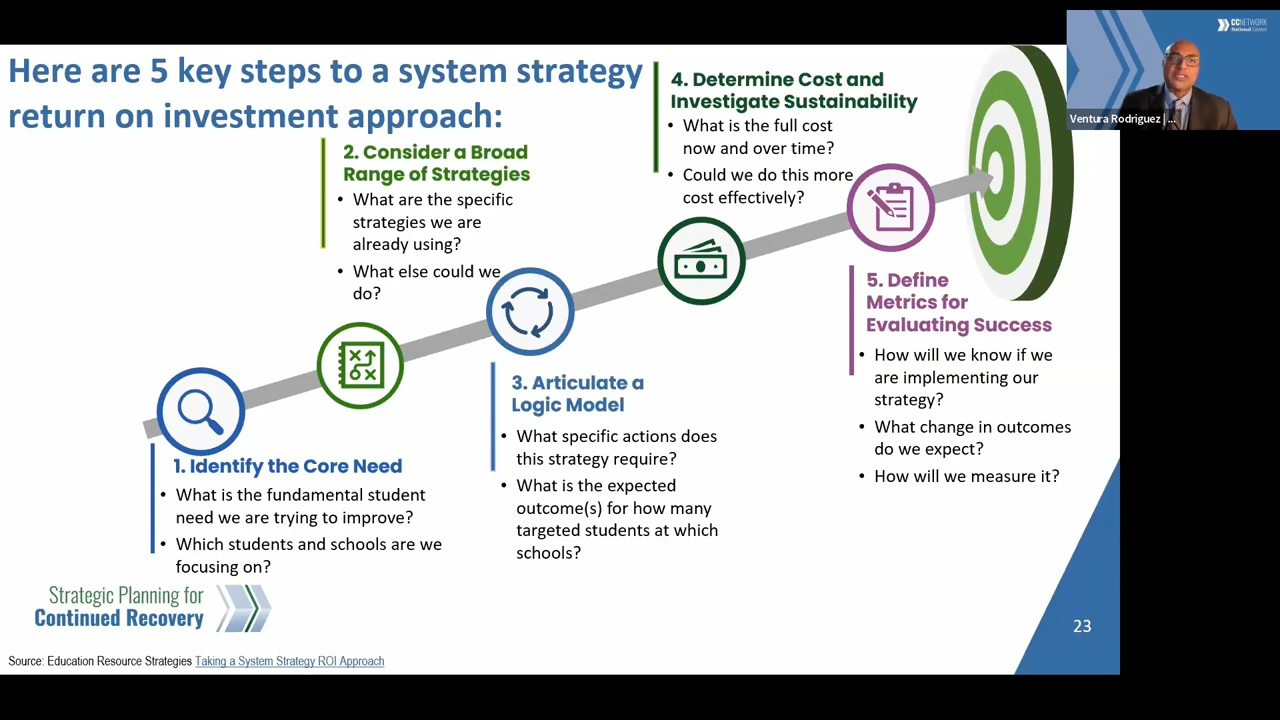 Here are 5 key steps to a system strategy
return on investment approach:
1. Identify the Core Need
• What is the fundamental student
need we are trying to improve?
• Which students and schools are we
focusing on?
2. Consider a Broad
Range of Strategies
• What are the specific
strategies we are
already using?
• What else could we
do?
3. Articulate a
Logic Model
• What specific actions does
this strategy require?
• What is the expected
outcome(s) for how many
targeted students at which
schools?
4. Determine Cost and
Investigate Sustainability
• What is the full cost
now and over time?
• Could we do this more
cost effectively?
5. Define
Metrics for
Evaluating Success
• How will we know if we
are implementing our
strategy?
• What change in outcomes
do we expect?
• How will we measure it?
Strategic Planning for
Continued Recovery
Source: Education Resource Strategies Taking a System Strategy ROI Approach
23
CCNETWORK
National Center
Ventura Rodriguez | ...